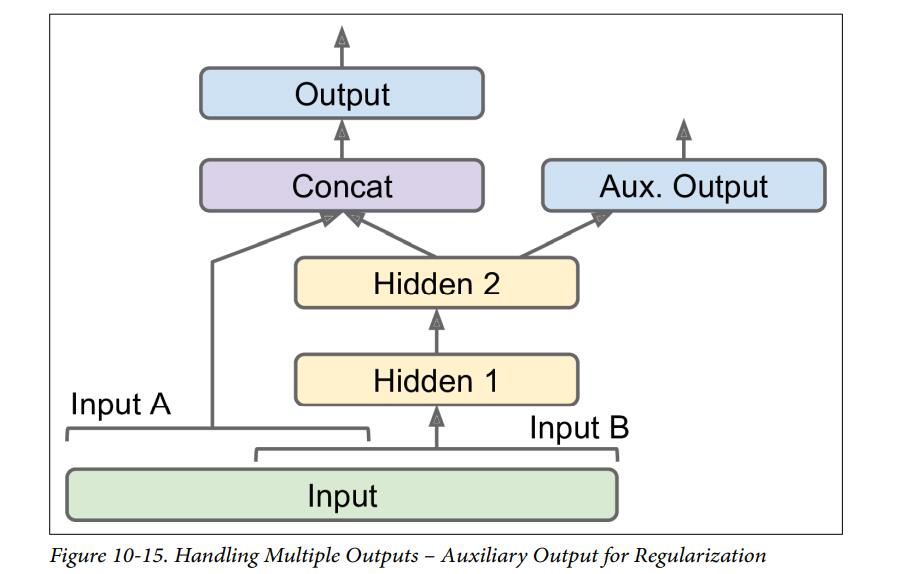 Output
Concat
Aux. Output
Hidden 2
Hidden 1
Input A
Input B
Input
Figure 10-15. Handling Multiple Outputs – Auxiliary Output for Regularization